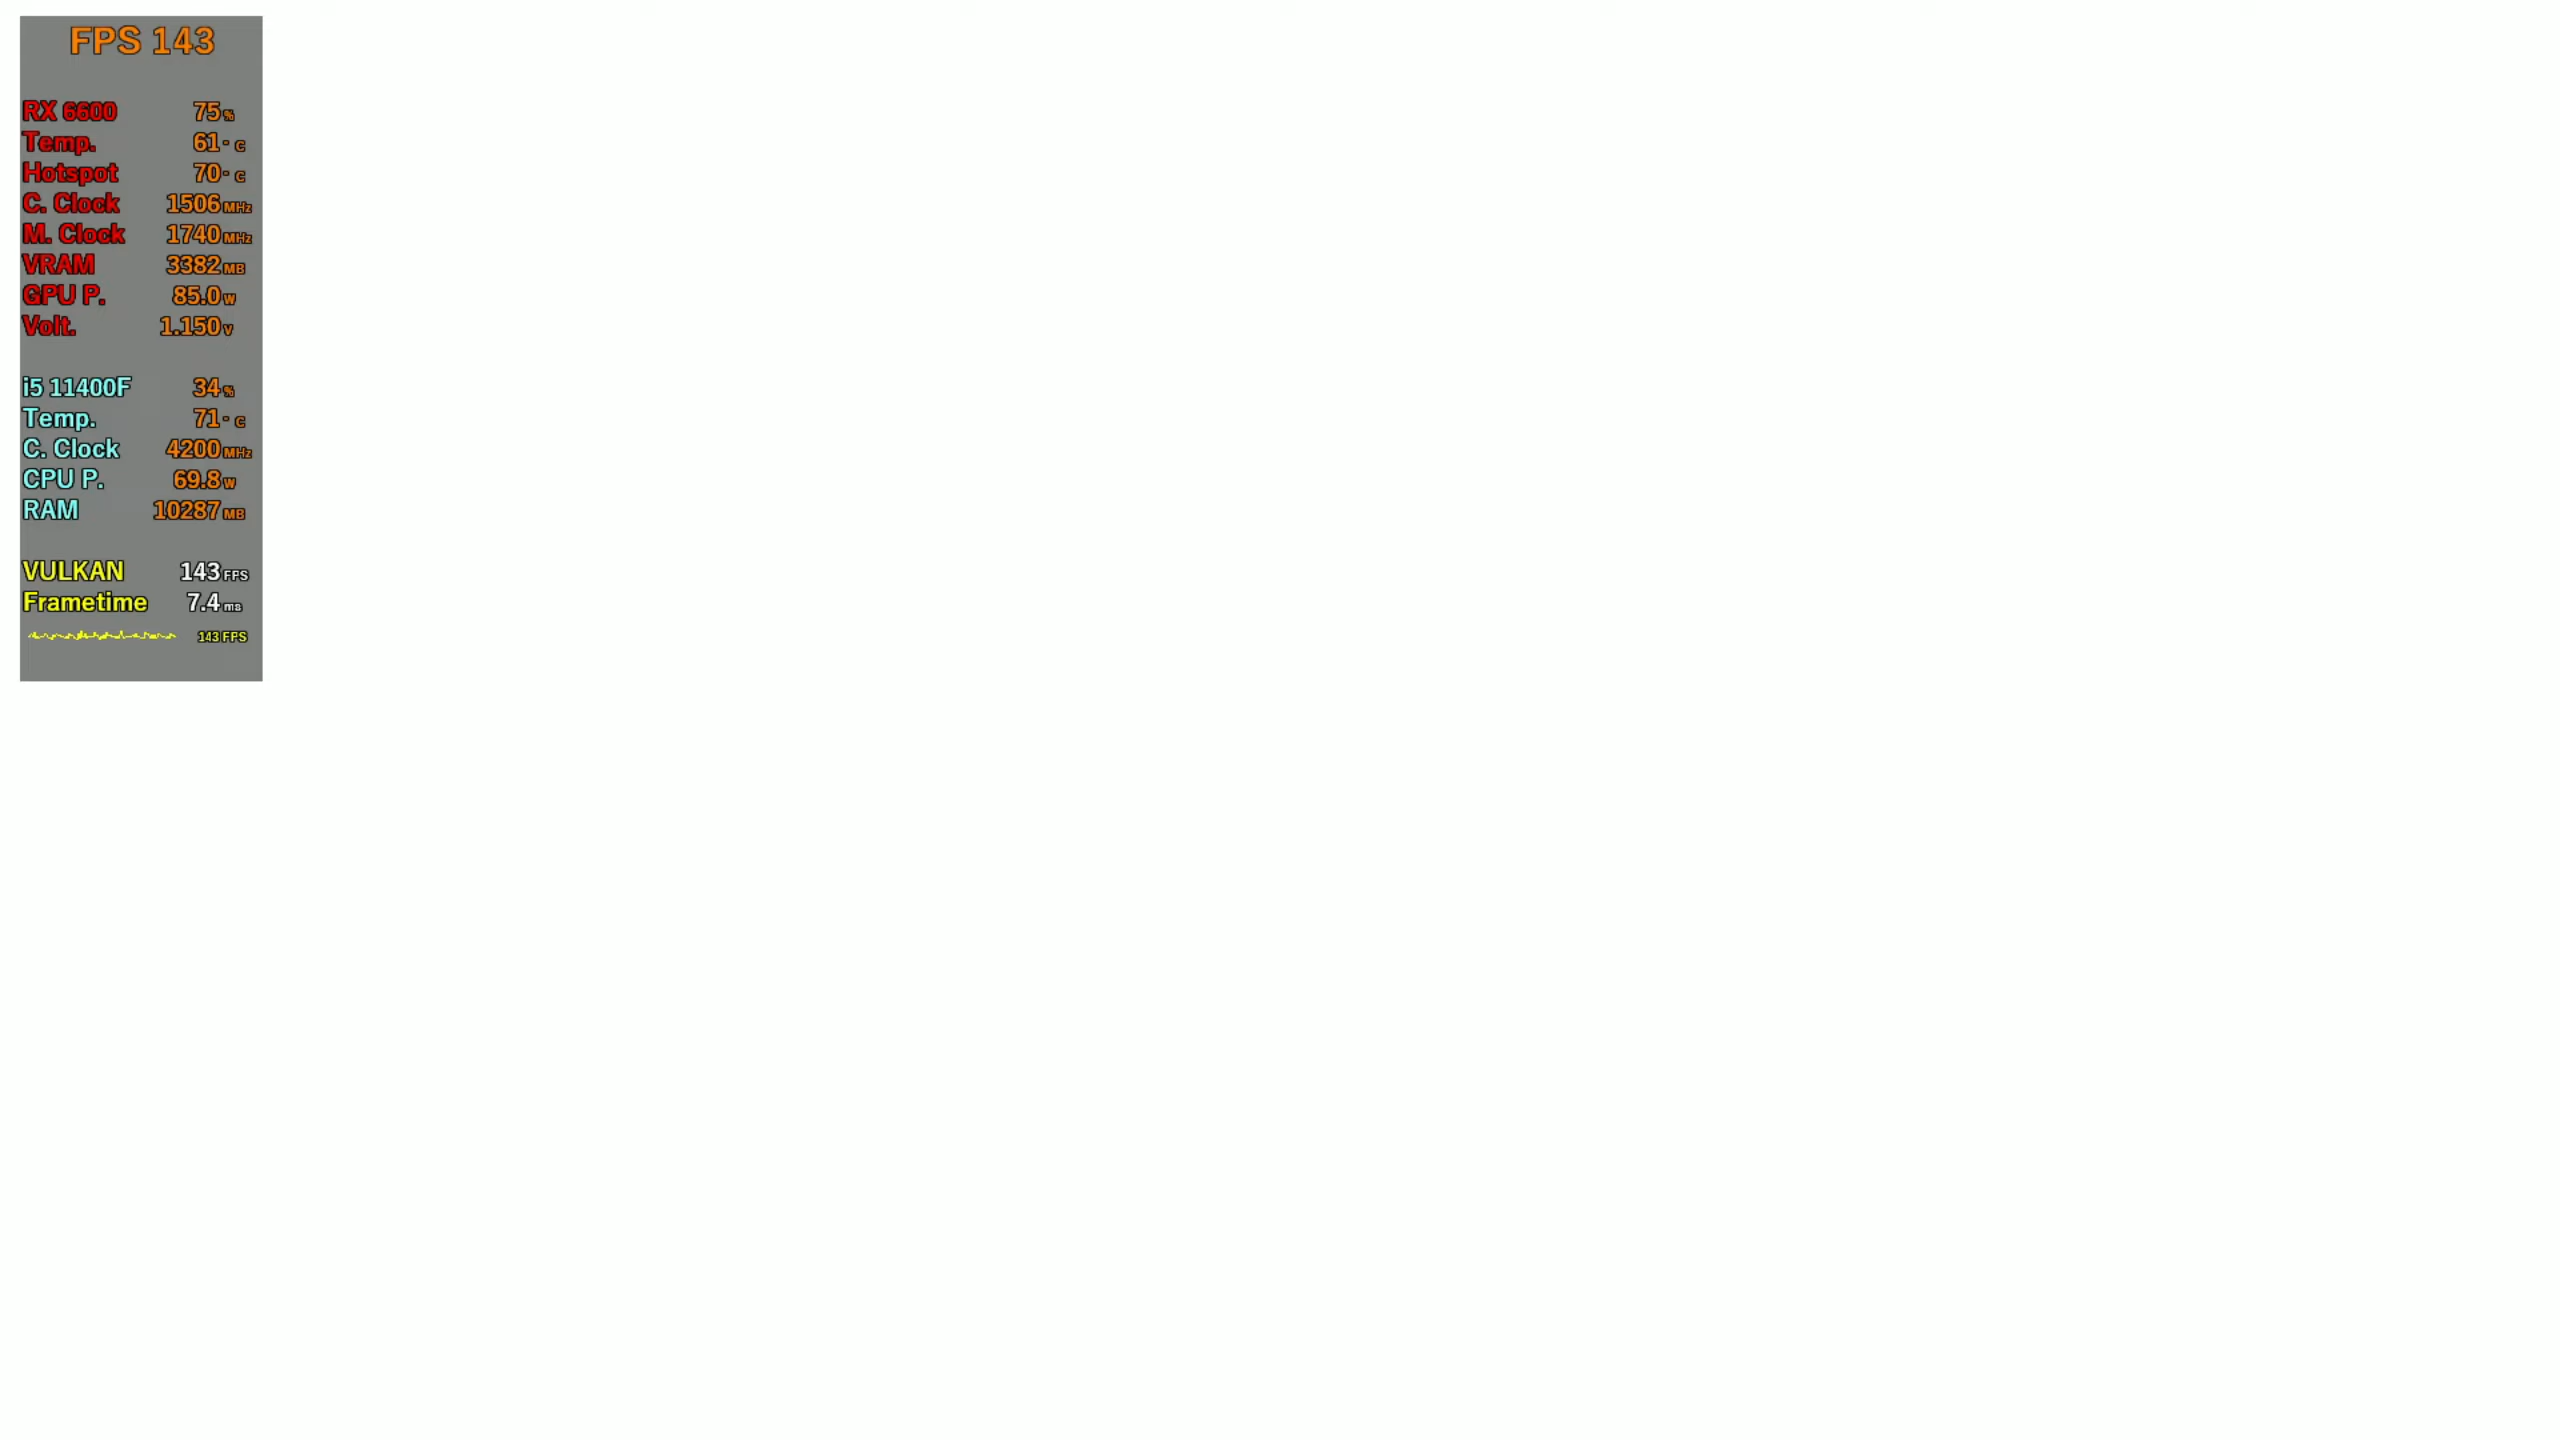 FPS 143
RX 6600 75 %
Temp. 61 ° C
Hotspot 70 ° C
C. Clock 1506 MHz
M. Clock 1740 MHz
VRAM 3382 MB
GPU P. 85.0 W
Volt. 1.150 V
i5 11400F 34 %
Temp. 71 ° C
C. Clock 4200 MHz
CPU P. 69.8 W
RAM 10287 MB
VULKAN 143 FPS
Frametime 7.4 ms
143 FPS